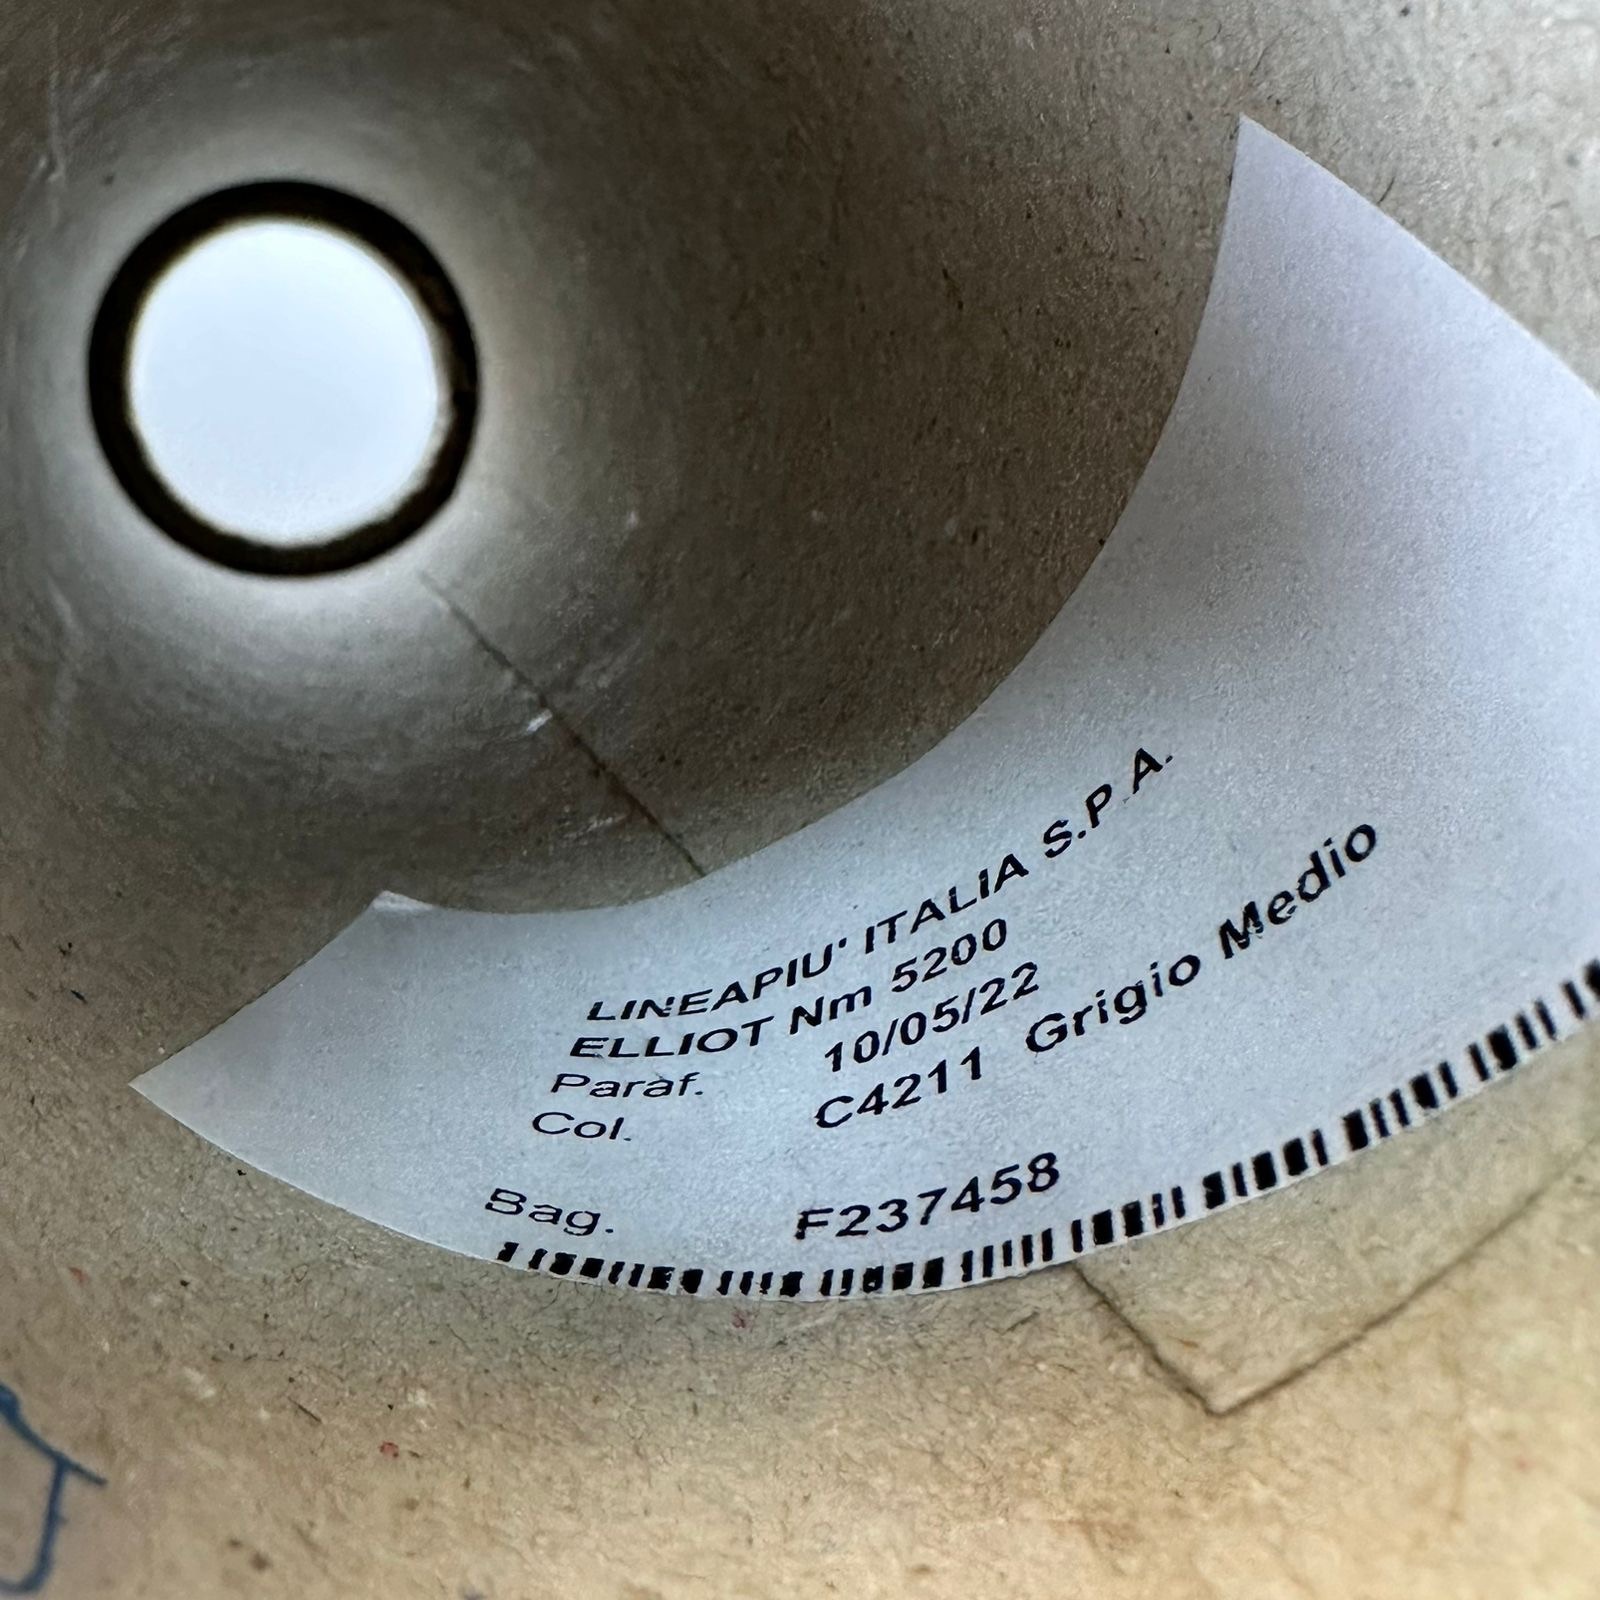 LINEAPIU' ITALIA S.P.A.
ELLIOT Nm 5200
Paraf. 10/05/22
Col. C4211 Grigio Medio
Bag. F237458